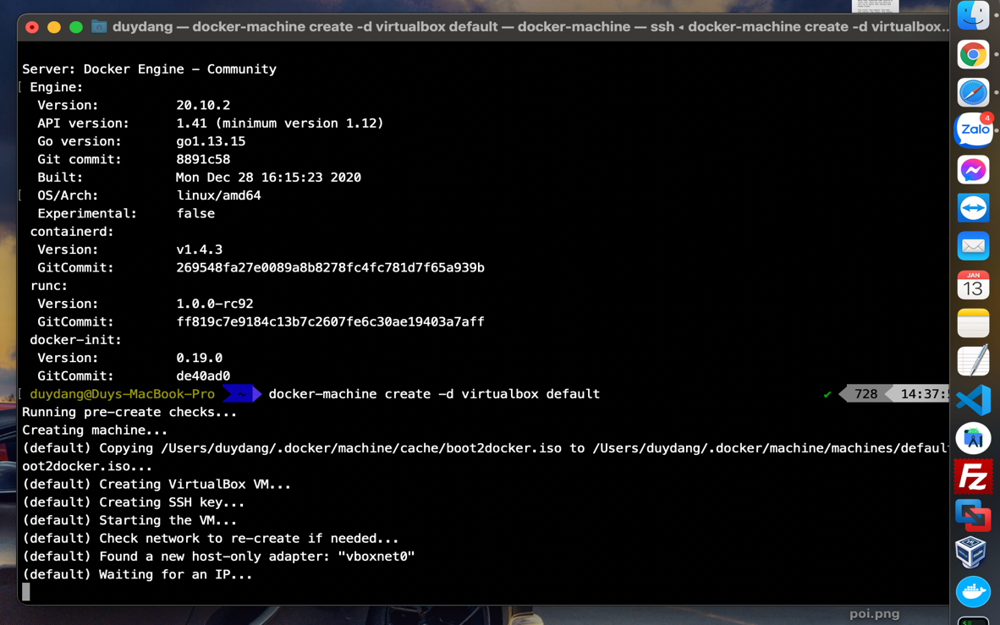 duydang — docker-machine create -d virtualbox default — docker-machine — ssh ◂ docker-machine create -d virtualbox...
Server: Docker Engine - Community
Engine:
Version: 20.10.2
API version: 1.41 (minimum version 1.12)
Go version: go1.13.15
Git commit: 8891c58
Built: Mon Dec 28 16:15:23 2020
OS/Arch: linux/amd64
Experimental: false
containerd:
Version: v1.4.3
GitCommit: 269548fa27e0089a8b8278fc4fc781d7f65a939b
runc:
Version: 1.0.0-rc92
GitCommit: ff819c7e9184c13b7c2607fe6c30ae19403a7aff
docker-init:
Version: 0.19.0
GitCommit: de40ad0
duydang@Duys-MacBook-Pro ~ docker-machine create -d virtualbox default ✔ 728 14:37:
Running pre-create checks...
Creating machine...
(default) Copying /Users/duydang/.docker/machine/cache/boot2docker.iso to /Users/duydang/.docker/machine/machines/defaul
oot2docker.iso...
(default) Creating VirtualBox VM...
(default) Creating SSH key...
(default) Starting the VM...
(default) Check network to re-create if needed...
(default) Found a new host-only adapter: "vboxnet0"
(default) Waiting for an IP...
poi.png
Zalo
4
JAN
13
AI
Fz